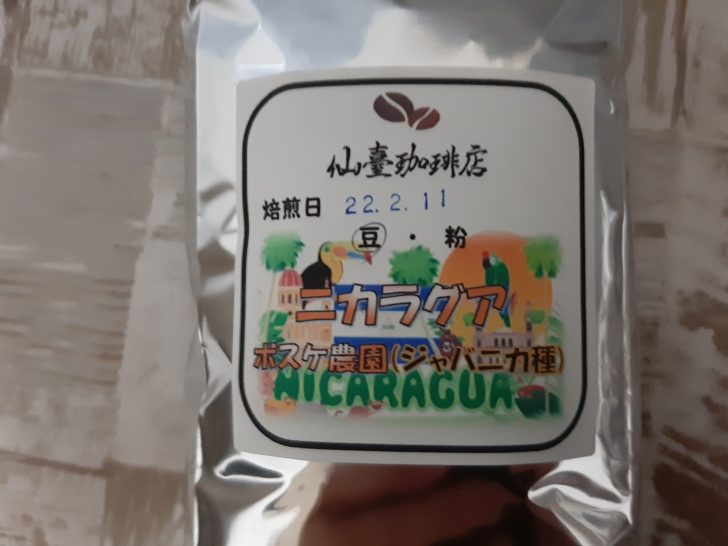 仙臺珈琲店
焙煎日 22.2.11
豆・粉
ニカラグア
ボスケ農園(ジャバニカ種)
NICARAGUA